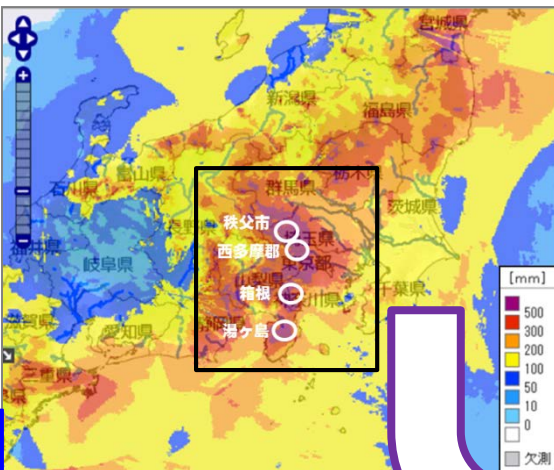 宮城県
新潟県
福島県
富山県
石川県
群馬県
栃木県
茨城県
秩父市
埼玉県
西多摩郡
東京都
福井県
岐阜県
長野県
山梨県
箱根
神奈川県
千葉県
滋賀県
愛知県
静岡県
湯ヶ島
三重県
[mm]
500
300
200
100
50
10
0
欠測